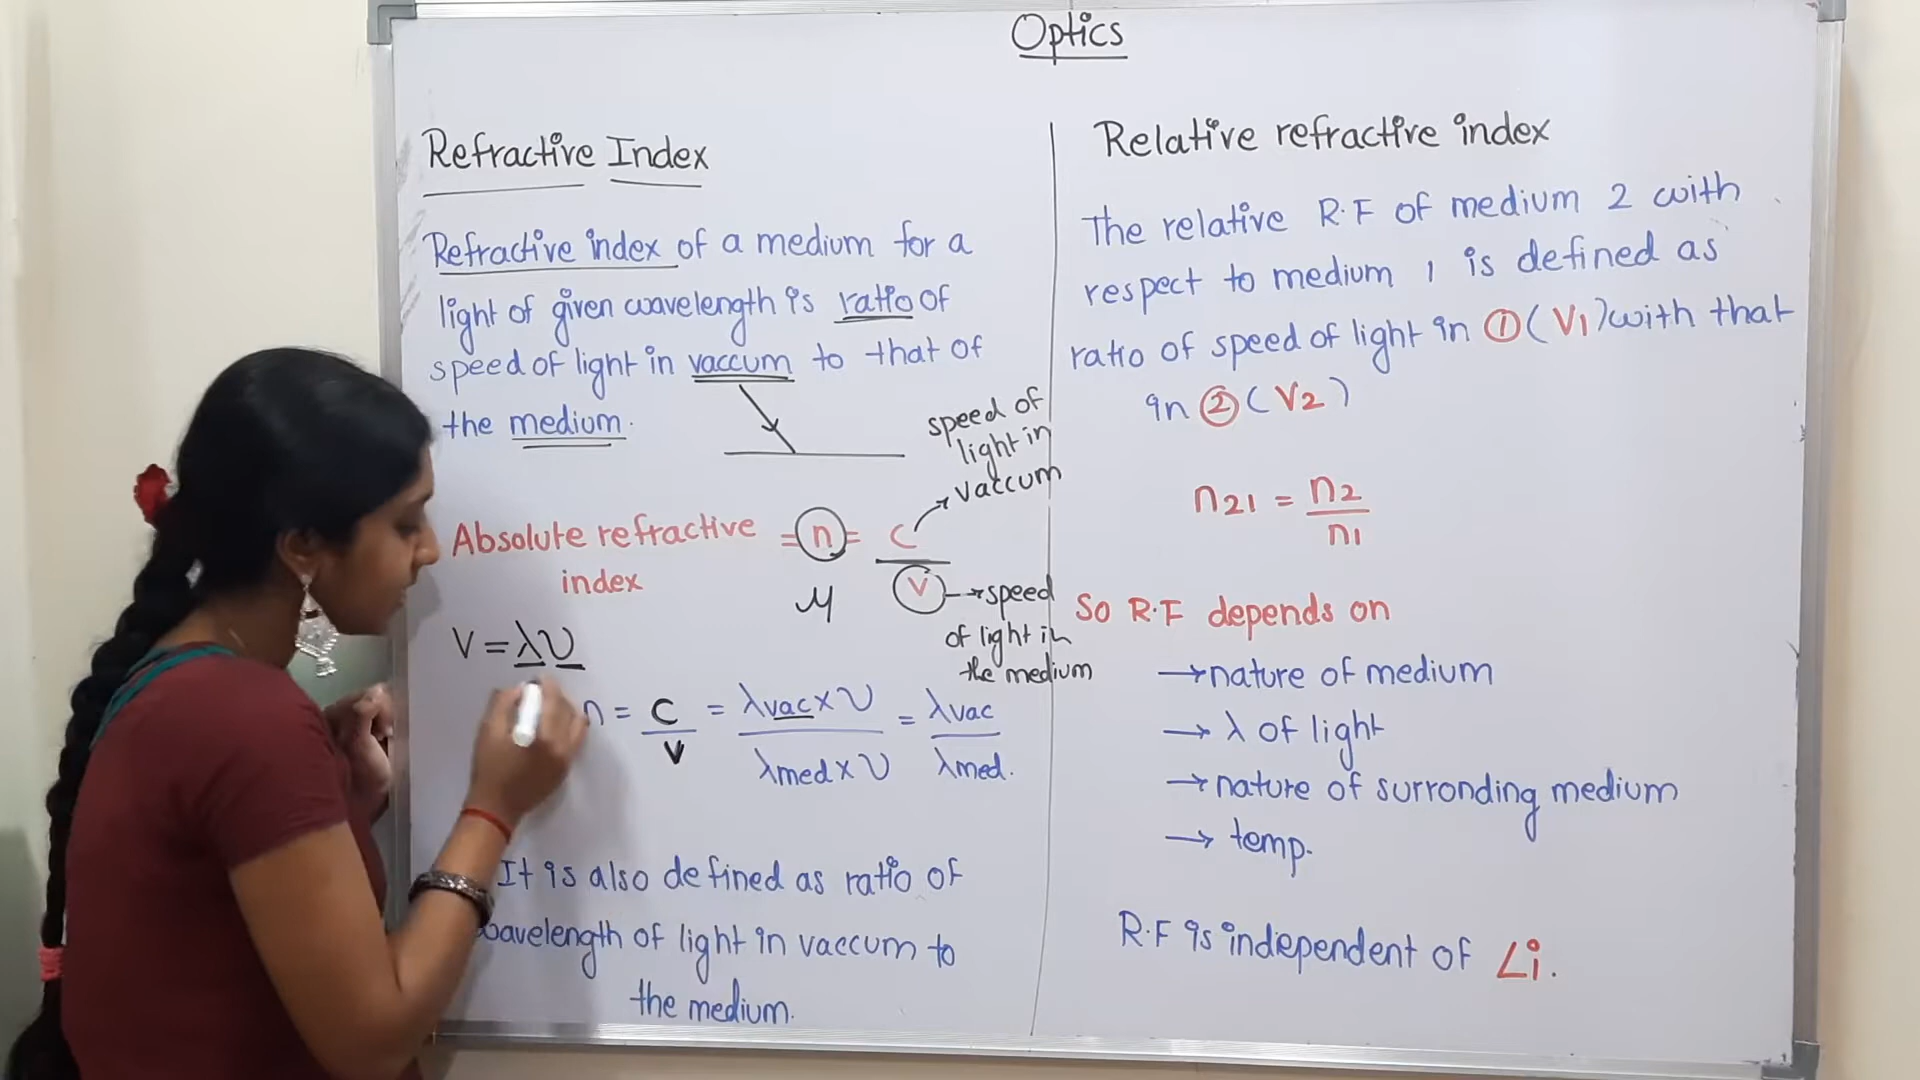 Optics
Refractive Index
Refractive index of a medium for a
light of given wavelength is ratio of
speed of light in vaccum to that of
the medium.
speed of
light in
vaccum
Absolute refractive = n = c
index
μ
v → speed
of light in
the medium
V = λυ
n = c = λvac x υ = λvac
v λmed x υ λmed.
It is also defined as ratio of
wavelength of light in vaccum to
the medium.
Relative refractive index
The relative R.F of medium 2 with
respect to medium 1 is defined as
ratio of speed of light in ① (V1) with that
in ② (V2)
n21 = n2
n1
So R.F depends on
→ nature of medium
→ λ of light
→ nature of surronding medium
→ temp.
R.F is independent of ∠i.